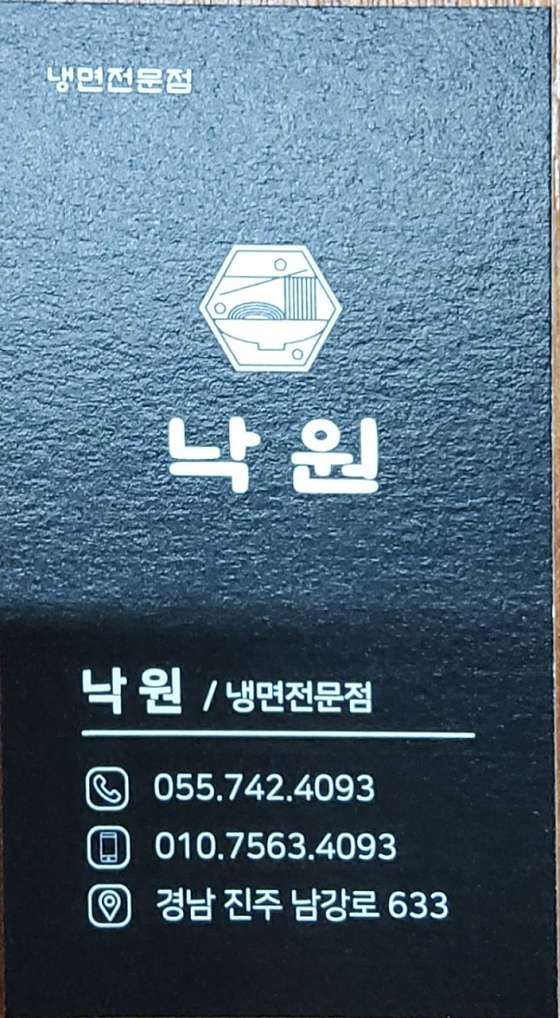 냉면전문점
낙원
낙원 / 냉면전문점
055.742.4093
010.7563.4093
경남 진주 남강로 633